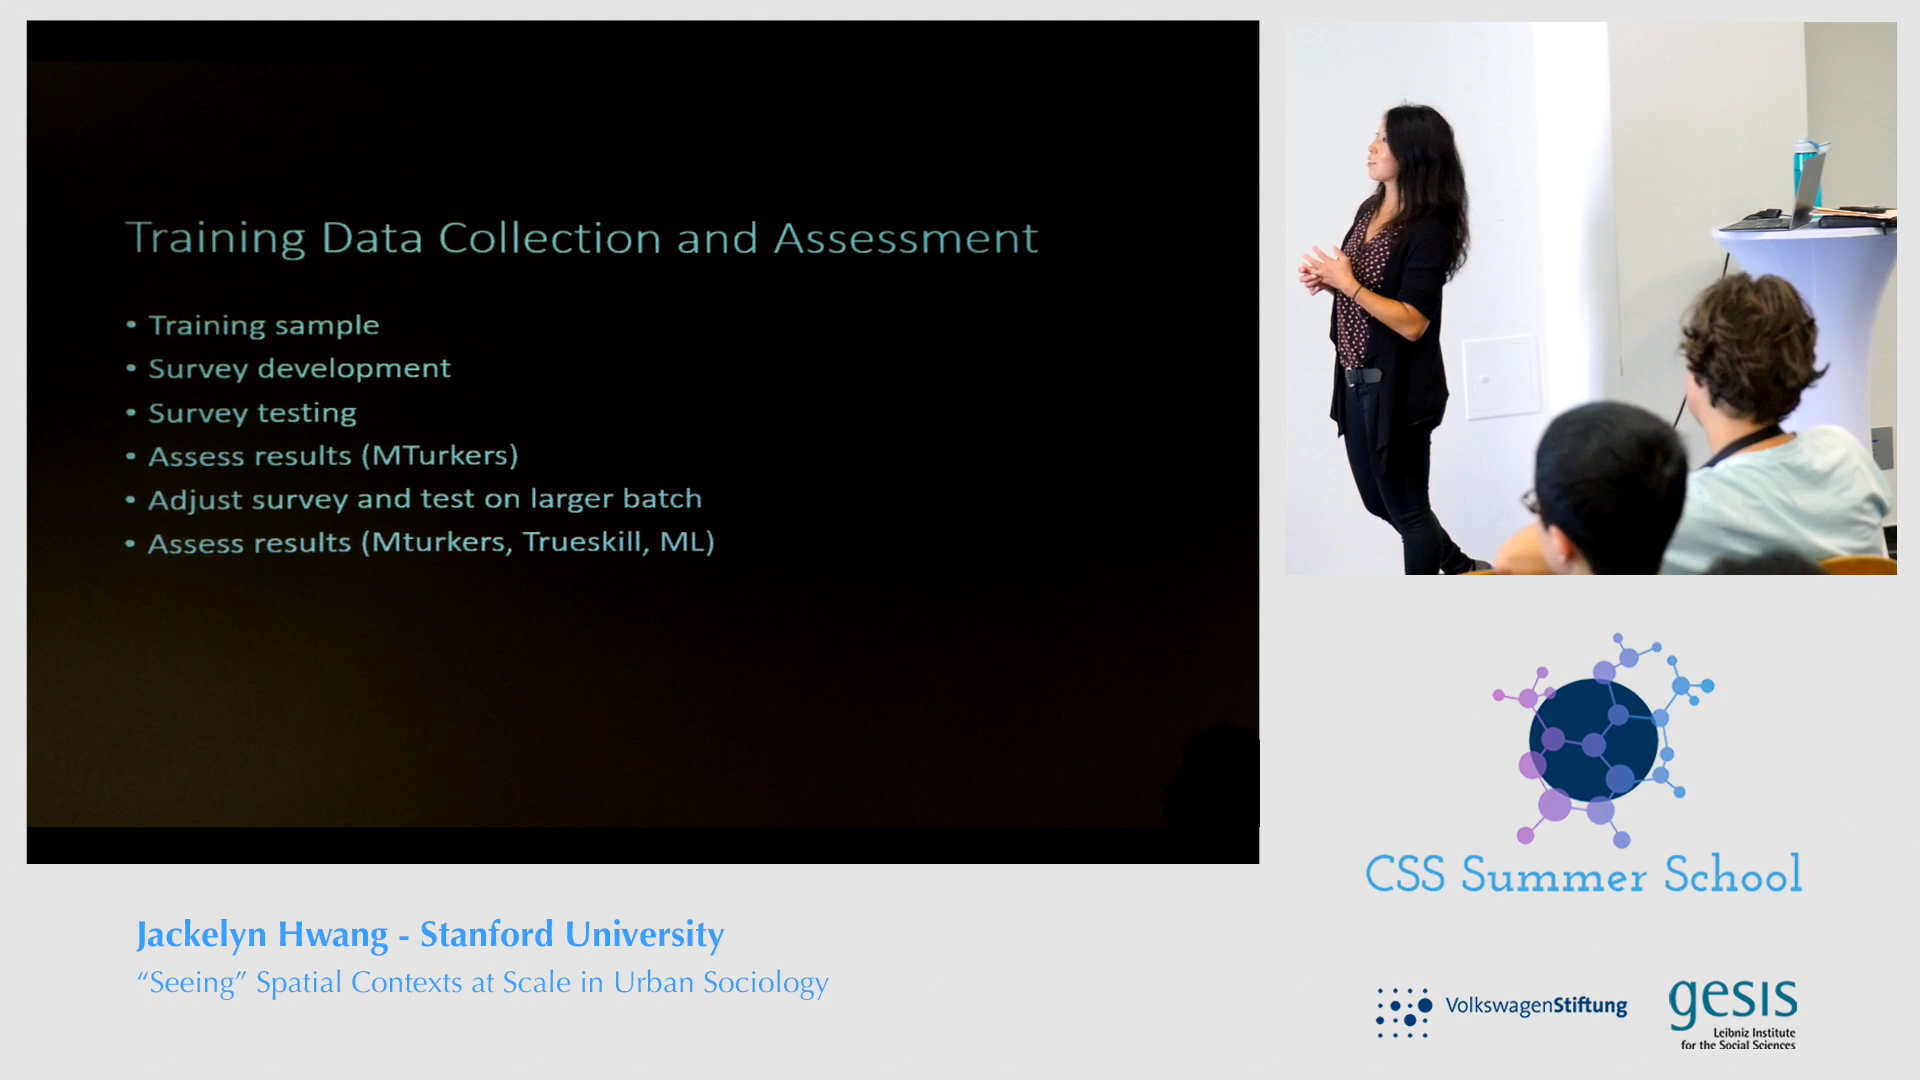 Training Data Collection and Assessment
• Training sample
• Survey development
• Survey testing
• Assess results (MTurkers)
• Adjust survey and test on larger batch
• Assess results (Mturkers, Trueskill, ML)
Jackelyn Hwang - Stanford University
“Seeing” Spatial Contexts at Scale in Urban Sociology
CSS Summer School
VolkswagenStiftung
gesis
Leibniz Institute
for the Social Sciences